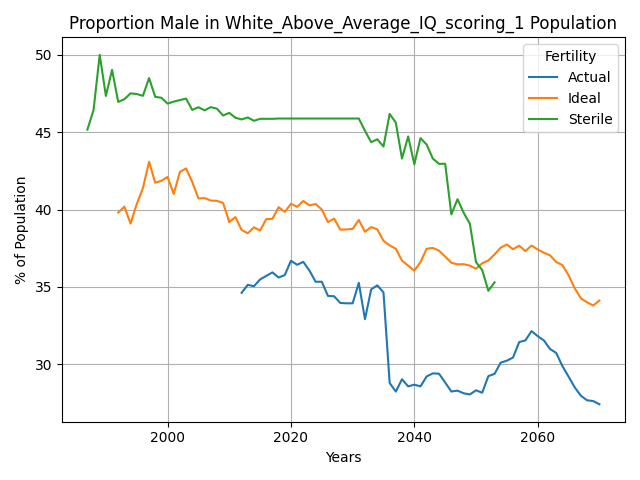 Proportion Male in White_Above_Average_IQ_scoring_1 Population
Fertility
Actual
Ideal
Sterile
% of Population
50
45
40
35
30
2000
2020
2040
2060
Years